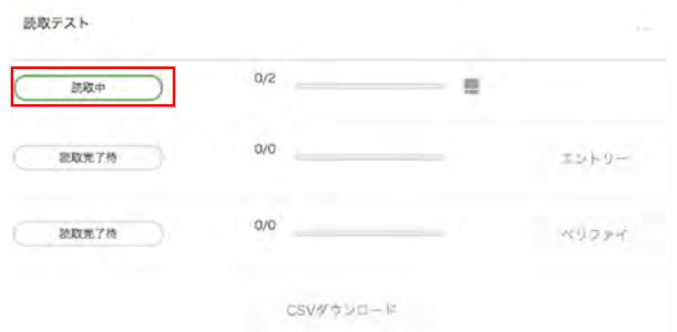 読取テスト
...
読取中 0/2
読取完了待 0/0 エントリー
読取完了待 0/0 ベリファイ
CSVダウンロード